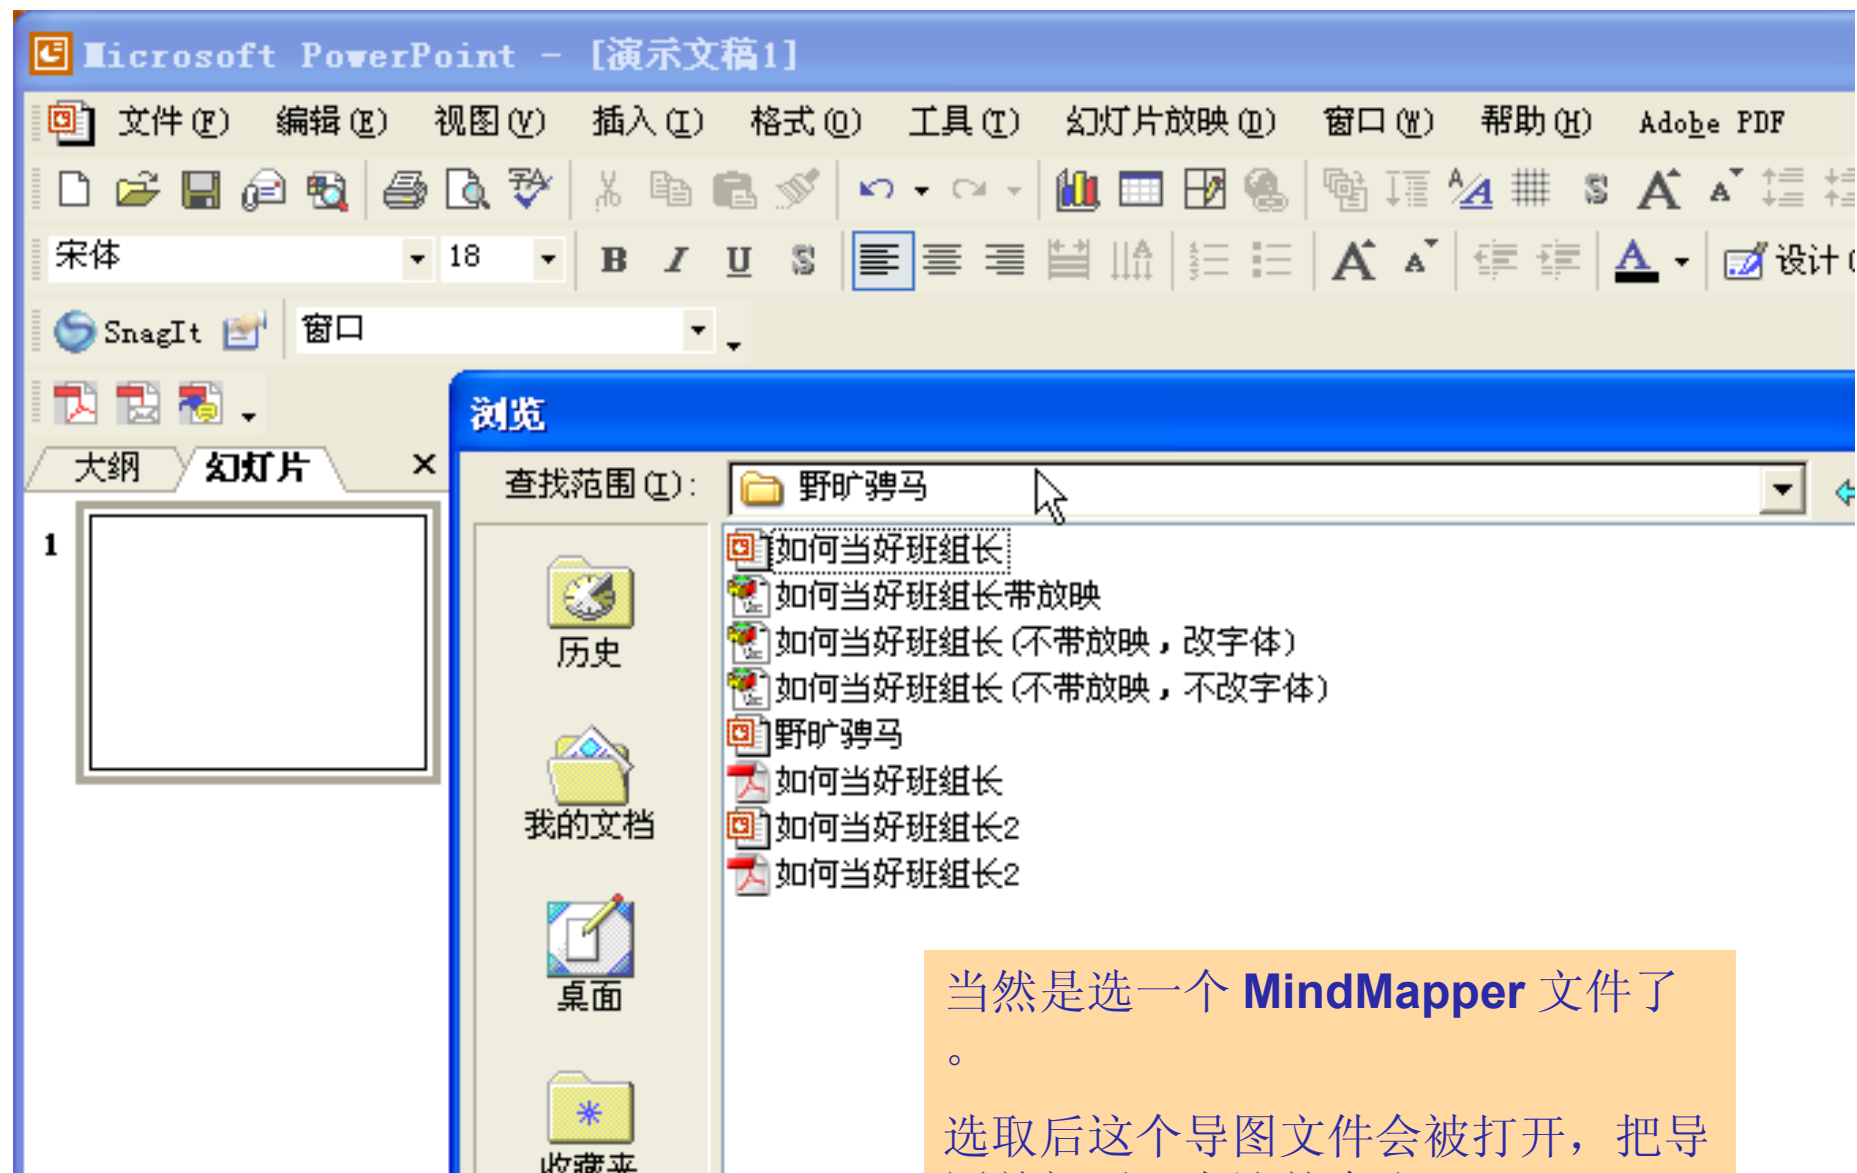 Microsoft PowerPoint - [演示文稿1]
文件(F) 编辑(E) 视图(V) 插入(I) 格式(O) 工具(T) 幻灯片放映(D) 窗口(W) 帮助(H) Adobe PDF
宋体 18 B I U S 设计
SnagIt 窗口
浏览
大纲 幻灯片
查找范围(I): 野旷骋马
1
如何当好班组长
如何当好班组长带放映
如何当好班组长(不带放映，改字体)
如何当好班组长(不带放映，不改字体)
野旷骋马
如何当好班组长
如何当好班组长2
如何当好班组长2
历史
我的文档
桌面
收藏夹
当然是选一个 MindMapper 文件了
。
选取后这个导图文件会被打开，把导